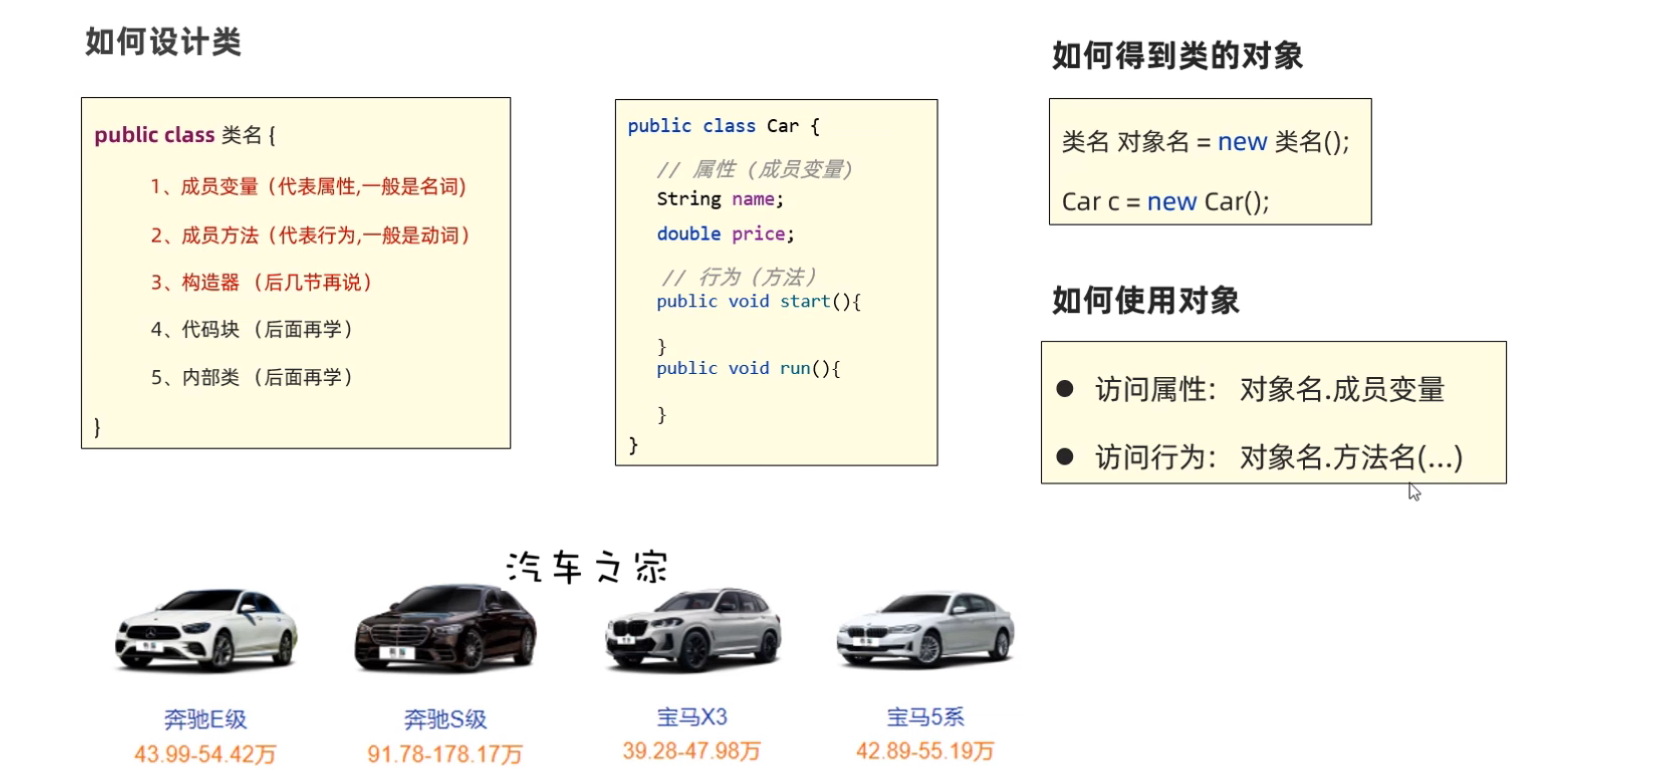 如何设计类
public class 类名 {
1、成员变量（代表属性,一般是名词)
2、成员方法（代表行为,一般是动词）
3、构造器 （后几节再说）
4、代码块 （后面再学）
5、内部类 （后面再学）
}
public class Car {
// 属性（成员变量）
String name;
double price;
// 行为（方法）
public void start(){
}
public void run(){
}
}
如何得到类的对象
类名 对象名 = new 类名();
Car c = new Car();
如何使用对象
● 访问属性： 对象名.成员变量
● 访问行为： 对象名.方法名(...)
汽车之家
奔驰E级
43.99-54.42万
奔驰S级
91.78-178.17万
宝马X3
39.28-47.98万
宝马5系
42.89-55.19万